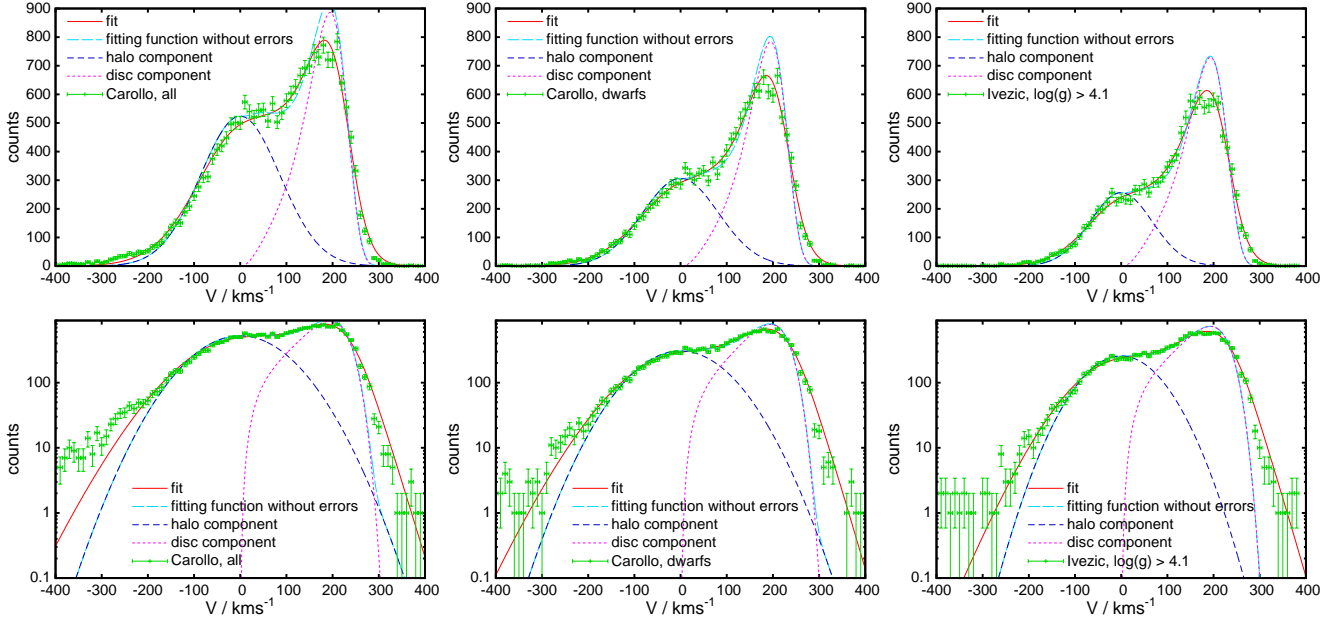 900
800
700
600
500
400
300
200
100
0
counts
fit
fitting function without errors
halo component
disc component
Carollo, all
-400 -300 -200 -100 0 100 200 300 400
V / kms-1
900
800
700
600
500
400
300
200
100
0
counts
fit
fitting function without errors
halo component
disc component
Carollo, dwarfs
-400 -300 -200 -100 0 100 200 300 400
V / kms-1
900
800
700
600
500
400
300
200
100
0
counts
fit
fitting function without errors
halo component
disc component
Ivezic, log(g) > 4.1
-400 -300 -200 -100 0 100 200 300 400
V / kms-1
100
10
1
0.1
counts
fit
fitting function without errors
halo component
disc component
Carollo, all
-400 -300 -200 -100 0 100 200 300 400
V / kms-1
100
10
1
0.1
counts
fit
fitting function without errors
halo component
disc component
Carollo, dwarfs
-400 -300 -200 -100 0 100 200 300 400
V / kms-1
100
10
1
0.1
counts
fit
fitting function without errors
halo component
disc component
Ivezic, log(g) > 4.1
-400 -300 -200 -100 0 100 200 300 400
V / kms-1